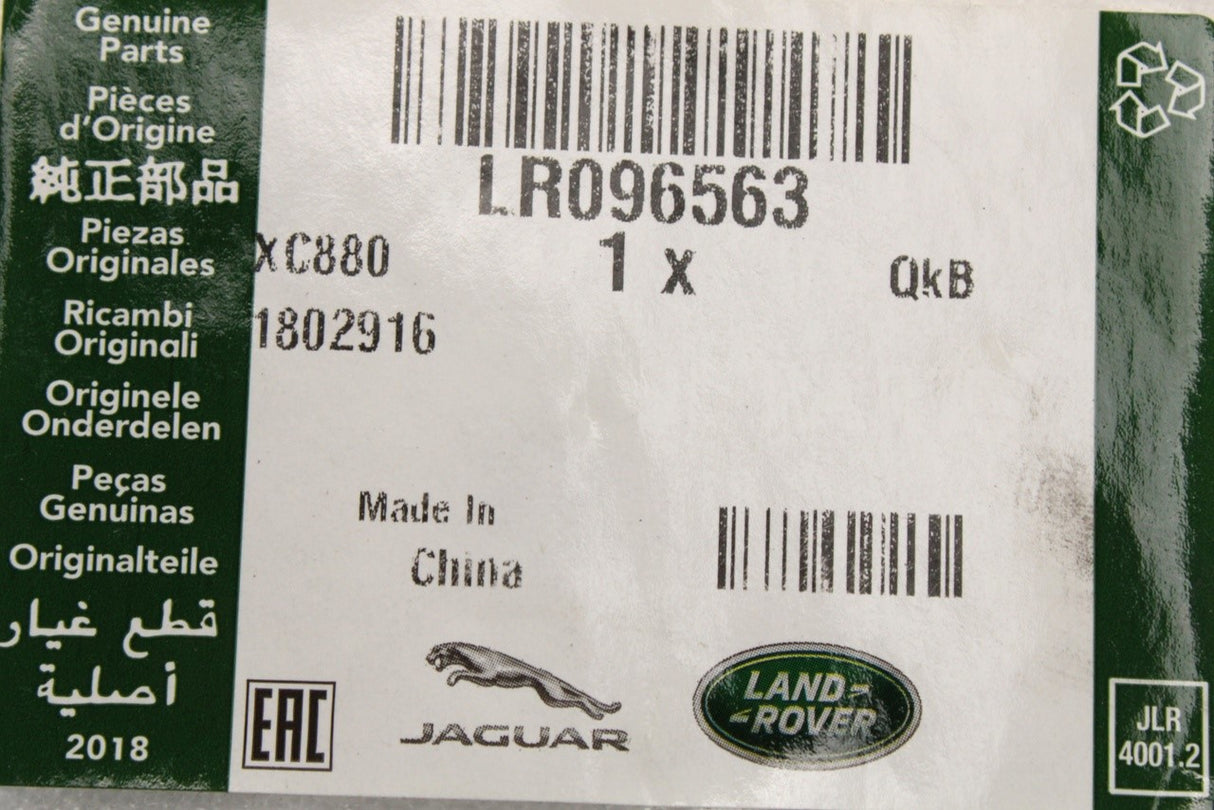 Genuine
Parts
Pièces
d'Origine
純正部品
Piezas
Originales
Ricambi
Originali
Originele
Onderdelen
Peças
Genuinas
Originalteile
قطع غيار
أصلية
2018
LR096563
XC880
1 x
QkB
1802916
Made In
China
EAC
JAGUAR
LAND
ROVER
JLR
4001.2